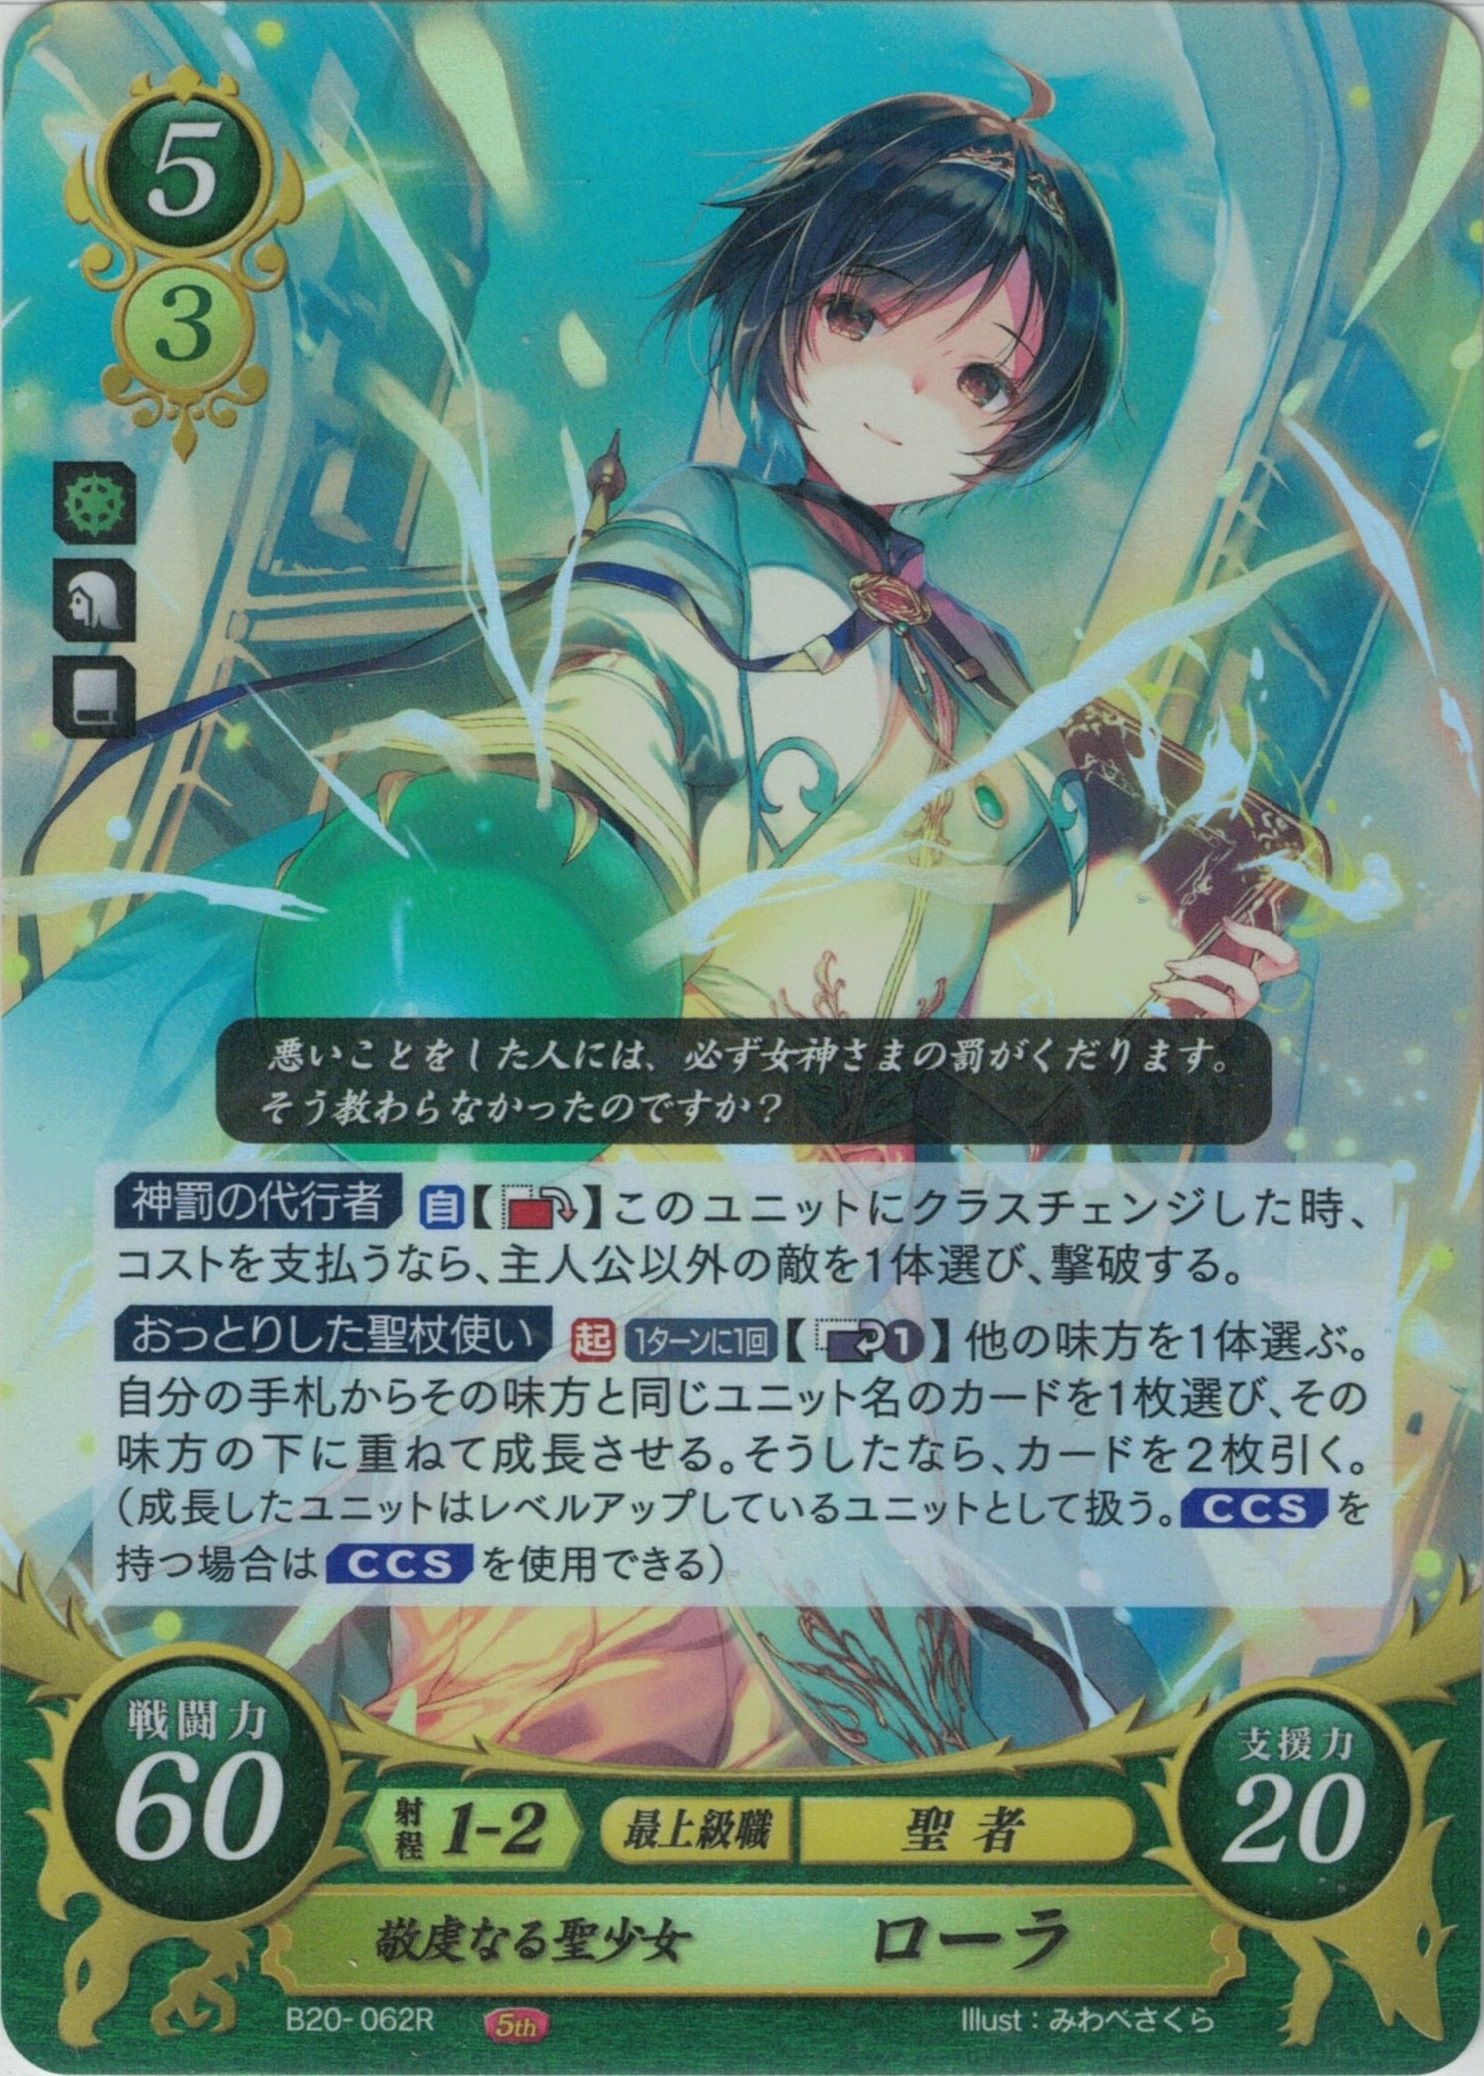 5
3
悪いことをした人には、必ず女神さまの罰がくだります。
そう教わらなかったのですか？
神罰の代行者 自【】このユニットにクラスチェンジした時、
コストを支払うなら、主人公以外の敵を1体選び、撃破する。
おっとりした聖杖使い 起 1ターンに1回【1】他の味方を1体選ぶ。
自分の手札からその味方と同じユニット名のカードを1枚選び、その
味方の下に重ねて成長させる。そうしたなら、カードを2枚引く。
（成長したユニットはレベルアップしているユニットとして扱う。CCSを
持つ場合はCCSを使用できる）
戦闘力
60
射程 1-2
最上級職 聖者
支援力
20
敬虔なる聖少女 ローラ
B20-062R 5th Illust：みわべさくら